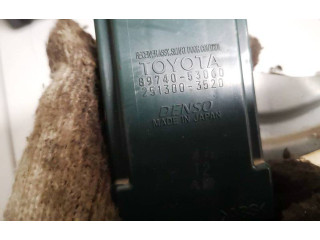 TOYOTA
89740-53060
251300-3520
DENSO
MADE IN JAPAN